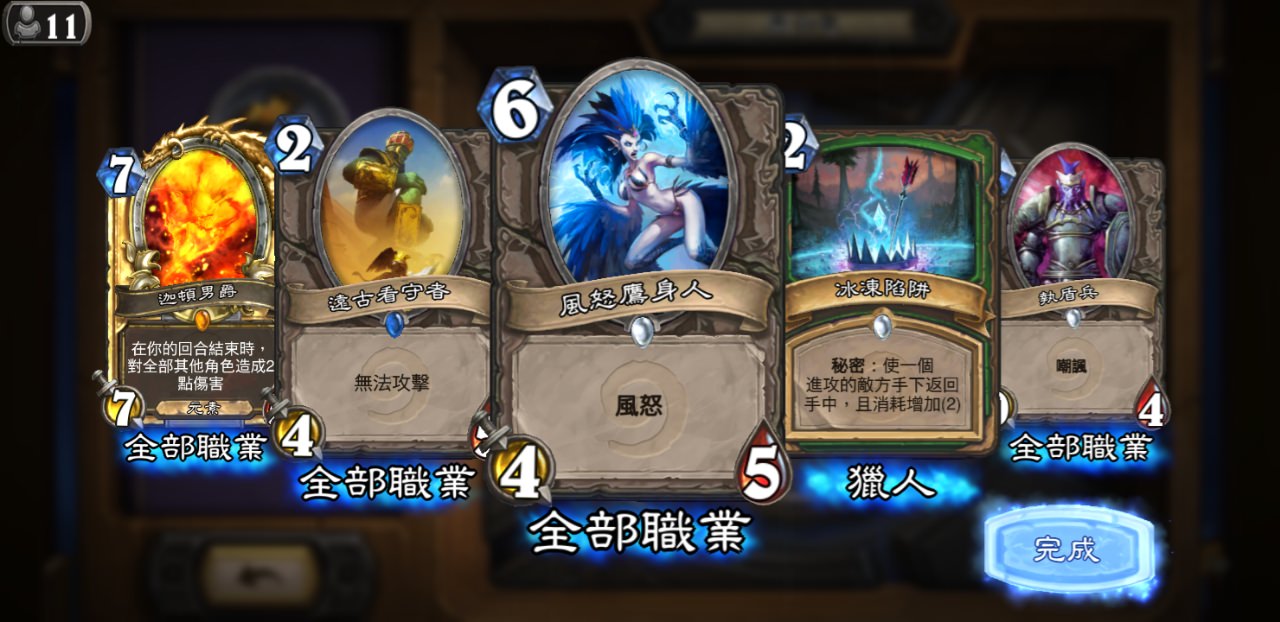 11
7
迦頓男爵
在你的回合結束時，
對全部其他角色造成2
點傷害
元素
7
全部職業
2
遠古看守者
無法攻擊
4
全部職業
6
風怒鷹身人
風怒
4
5
全部職業
2
冰凍陷阱
秘密：使一個
進攻的敵方手下返回
手中，且消耗增加(2)
獵人
執盾兵
嘲諷
4
全部職業
完成